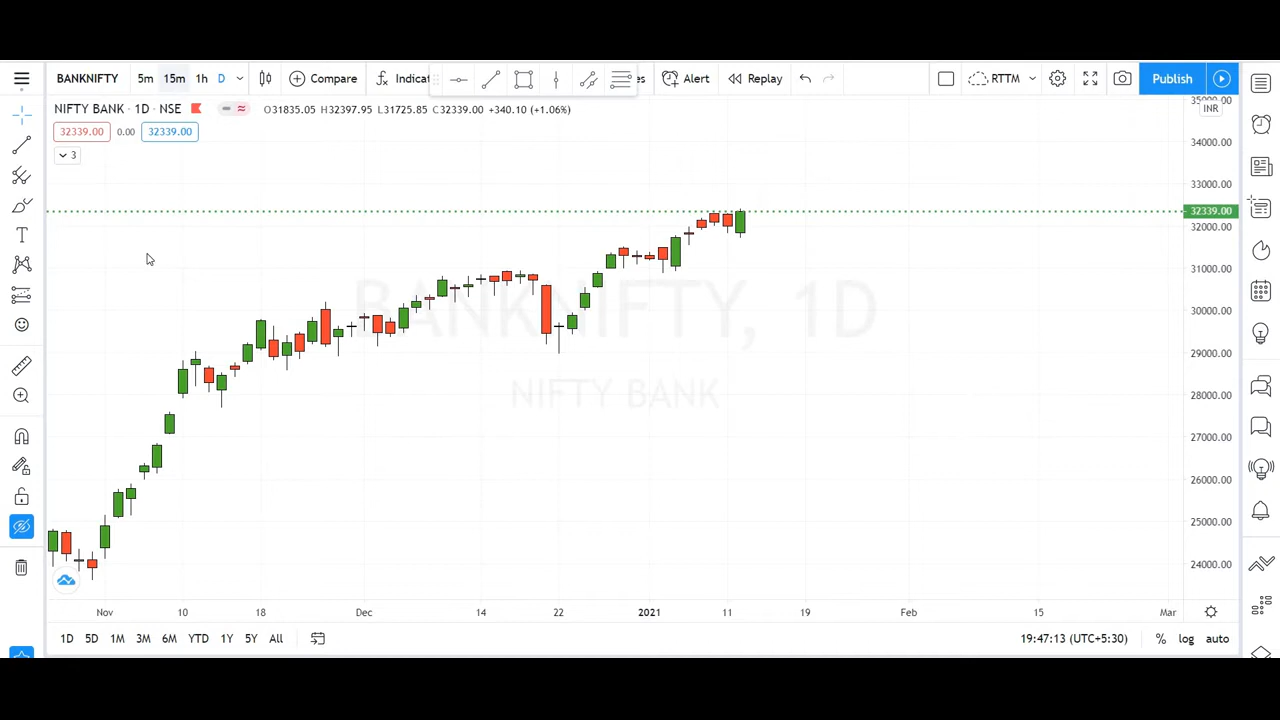 BANKNIFTY 5m 15m 1h D Compare Indicat es Alert Replay RTTM Publish
NIFTY BANK · 1D · NSE O31835.05 H32397.95 L31725.85 C32339.00 +340.10 (+1.06%)
32339.00 0.00 32339.00
3
35000.00
INR
34000.00
33000.00
32339.00
32000.00
31000.00
30000.00
29000.00
28000.00
27000.00
26000.00
25000.00
24000.00
BANKNIFTY, 1D
NIFTY BANK
Nov 10 18 Dec 14 22 2021 11 19 Feb 15 Mar
1D 5D 1M 3M 6M YTD 1Y 5Y All 19:47:13 (UTC+5:30) % log auto